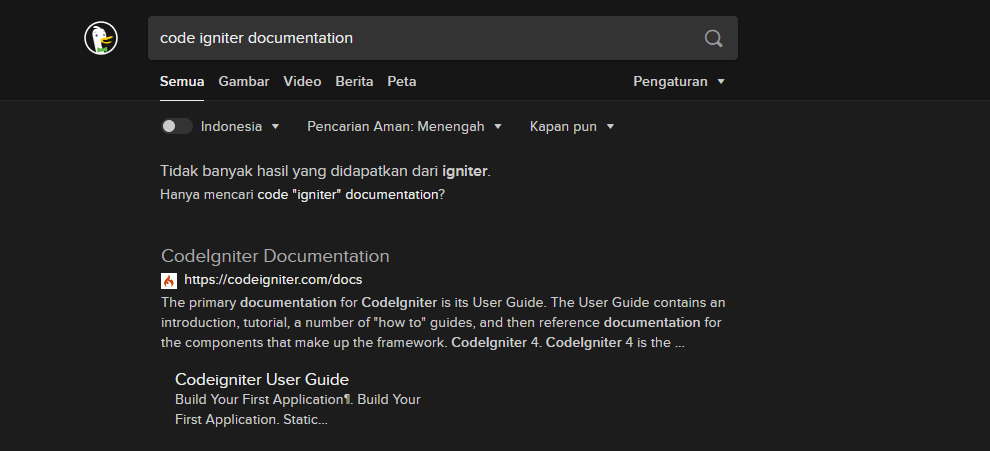 code igniter documentation
Semua Gambar Video Berita Peta Pengaturan
Indonesia Pencarian Aman: Menengah Kapan pun
Tidak banyak hasil yang didapatkan dari igniter.
Hanya mencari code "igniter" documentation?
CodeIgniter Documentation
https://codeigniter.com/docs
The primary documentation for CodeIgniter is its User Guide. The User Guide contains an
introduction, tutorial, a number of "how to" guides, and then reference documentation for
the components that make up the framework. CodeIgniter 4. CodeIgniter 4 is the ...
Codeigniter User Guide
Build Your First Application¶. Build Your
First Application. Static...